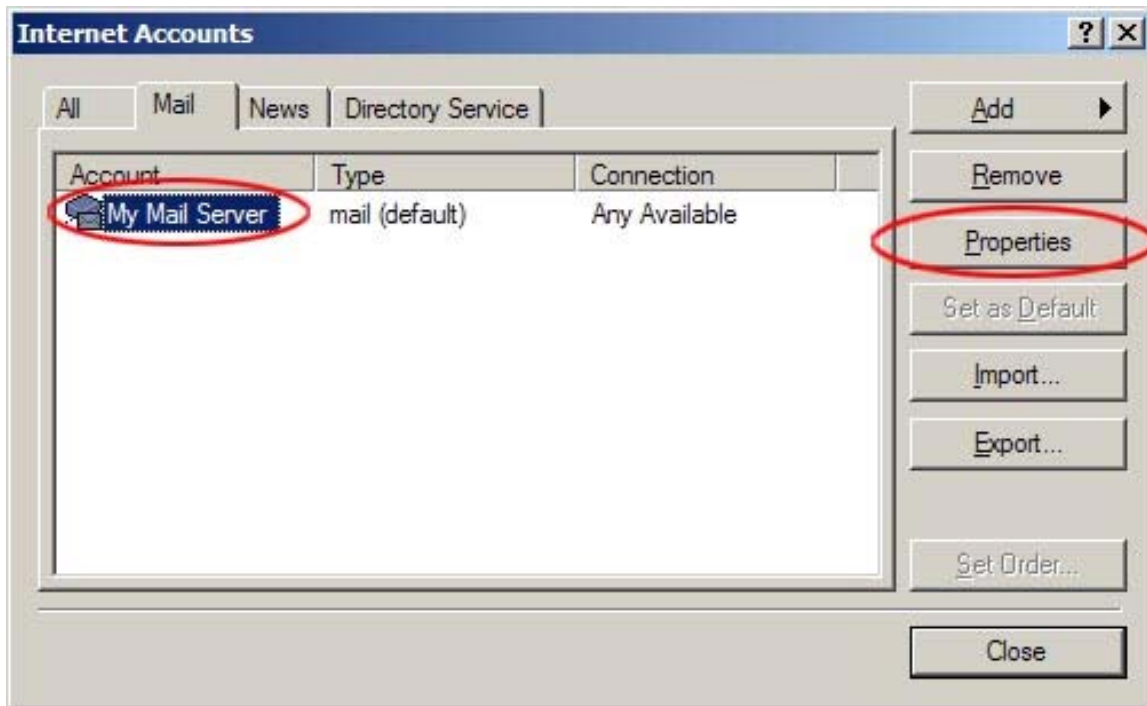 Internet Accounts
All Mail News Directory Service
Account Type Connection
My Mail Server mail (default) Any Available
Add
Remove
Properties
Set as Default
Import...
Export...
Set Order...
Close